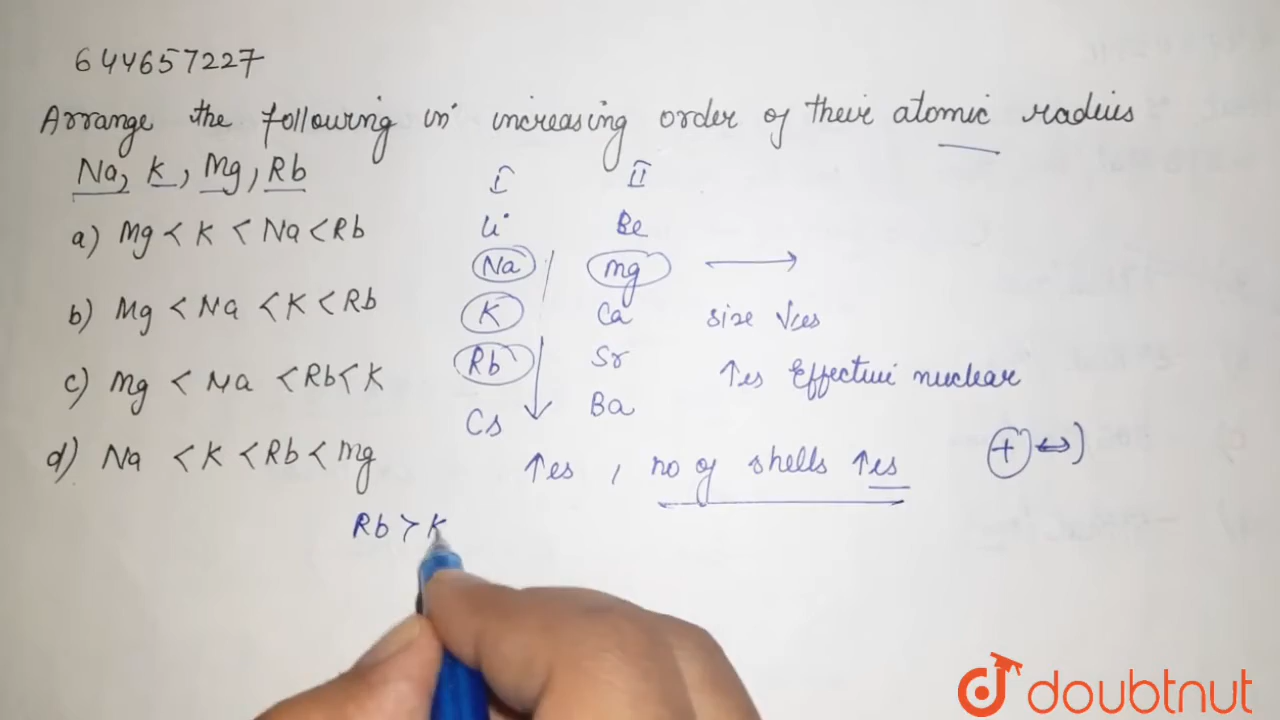 644657227
Arrange the following in increasing order of their atomic radius
Na, K, Mg, Rb
a) Mg < K < Na < Rb
b) Mg < Na < K < Rb
c) Mg < Na < Rb < K
d) Na < K < Rb < Mg
I II
Li Be
Na Mg
K Ca
Rb Sr
Cs Ba
size ↓ces
↑es Effective nuclear
↑es, no of shells ↑es
+
Rb > K
doubtnut